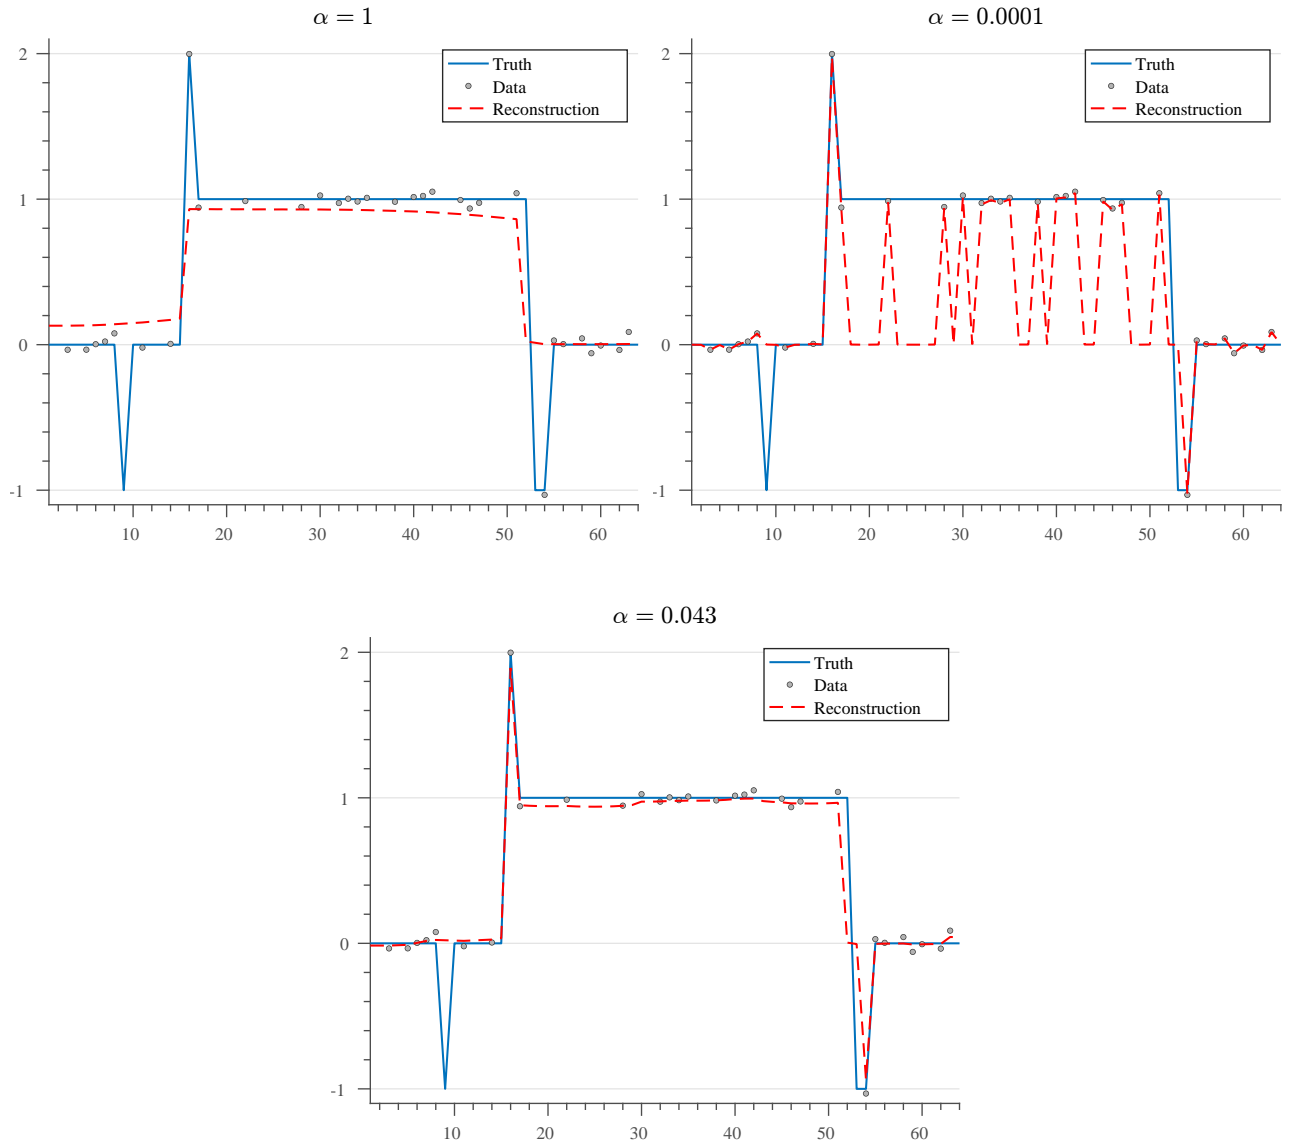 α = 1
2
1
0
-1
10 20 30 40 50 60
Truth
Data
Reconstruction
α = 0.0001
2
1
0
-1
10 20 30 40 50 60
Truth
Data
Reconstruction
α = 0.043
2
1
0
-1
10 20 30 40 50 60
Truth
Data
Reconstruction